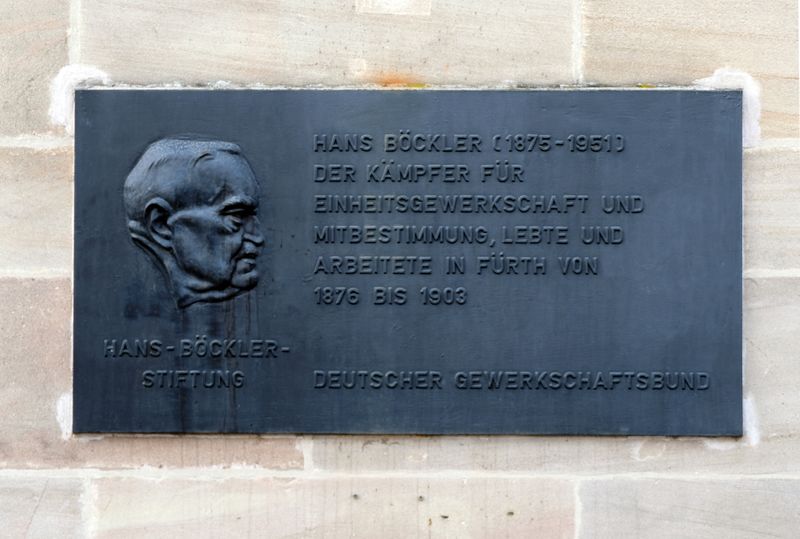 HANS BÖCKLER (1875-1951)
DER KÄMPFER FÜR
EINHEITSGEWERKSCHAFT UND
MITBESTIMMUNG, LEBTE UND
ARBEITETE IN FÜRTH VON
1876 BIS 1903
HANS-BÖCKLER-
STIFTUNG
DEUTSCHER GEWERKSCHAFTSBUND